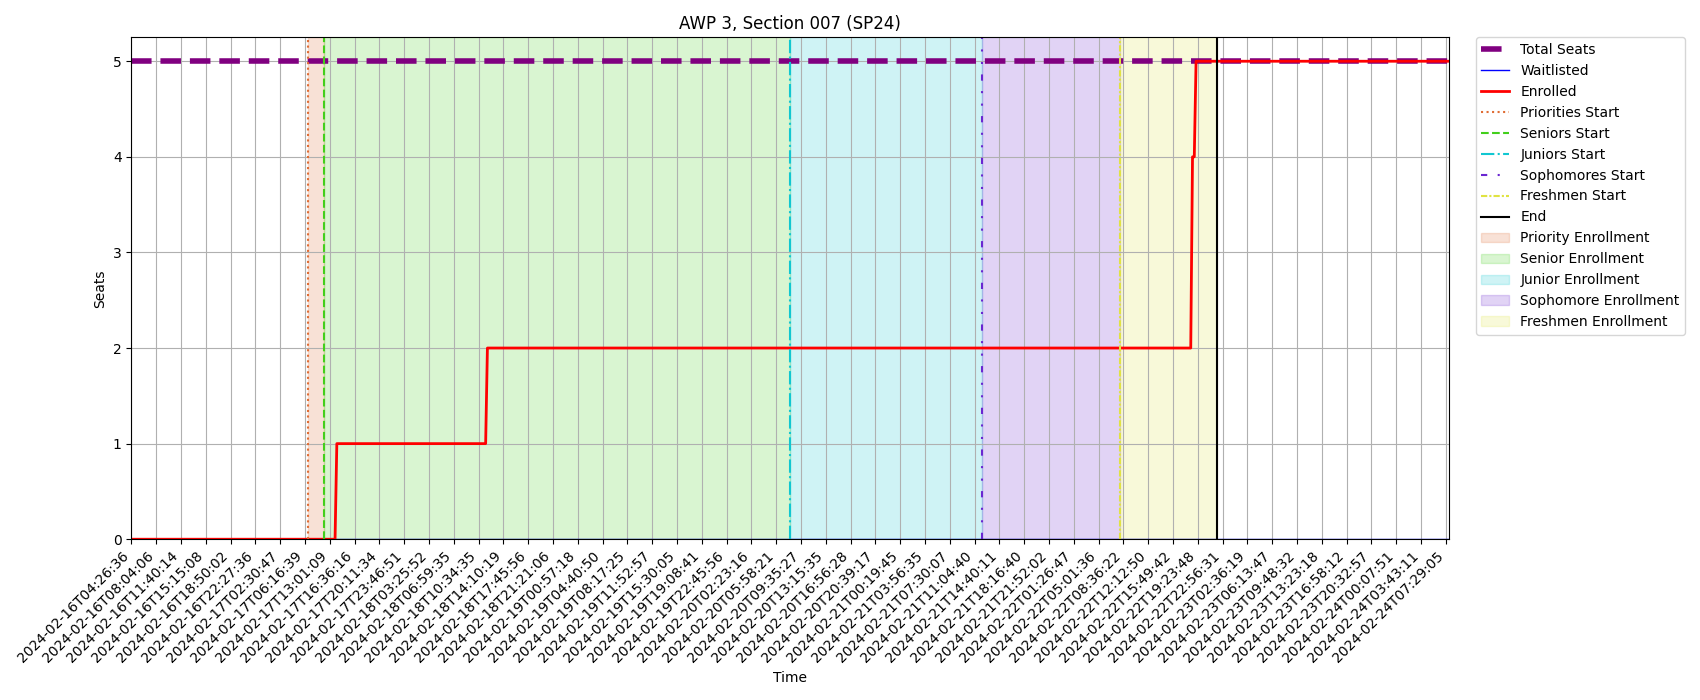 AWP 3, Section 007 (SP24)
Seats
5
4
3
2
1
0
2024-02-16T04:26:36
2024-02-16T08:04:06
2024-02-16T11:40:14
2024-02-16T15:15:08
2024-02-16T18:50:02
2024-02-16T22:27:36
2024-02-17T02:30:47
2024-02-17T06:16:39
2024-02-17T13:01:09
2024-02-17T16:36:16
2024-02-17T20:11:34
2024-02-17T23:46:51
2024-02-18T03:25:52
2024-02-18T06:59:35
2024-02-18T10:34:35
2024-02-18T14:10:19
2024-02-18T17:45:56
2024-02-18T21:21:06
2024-02-19T00:57:18
2024-02-19T04:40:50
2024-02-19T08:17:25
2024-02-19T11:52:57
2024-02-19T15:30:05
2024-02-19T19:08:41
2024-02-19T22:45:56
2024-02-20T02:23:16
2024-02-20T05:58:21
2024-02-20T09:35:27
2024-02-20T13:15:35
2024-02-20T16:56:28
2024-02-20T20:39:17
2024-02-21T00:19:45
2024-02-21T03:56:35
2024-02-21T07:30:07
2024-02-21T11:04:40
2024-02-21T14:40:11
2024-02-21T18:16:40
2024-02-21T21:52:02
2024-02-22T01:26:47
2024-02-22T05:01:36
2024-02-22T08:36:22
2024-02-22T12:12:50
2024-02-22T15:49:42
2024-02-22T19:23:48
2024-02-22T22:56:31
2024-02-23T02:36:19
2024-02-23T06:13:47
2024-02-23T09:48:32
2024-02-23T13:23:18
2024-02-23T16:58:12
2024-02-23T20:32:57
2024-02-24T00:07:51
2024-02-24T03:43:11
2024-02-24T07:29:05
Time
Total Seats
Waitlisted
Enrolled
Priorities Start
Seniors Start
Juniors Start
Sophomores Start
Freshmen Start
End
Priority Enrollment
Senior Enrollment
Junior Enrollment
Sophomore Enrollment
Freshmen Enrollment